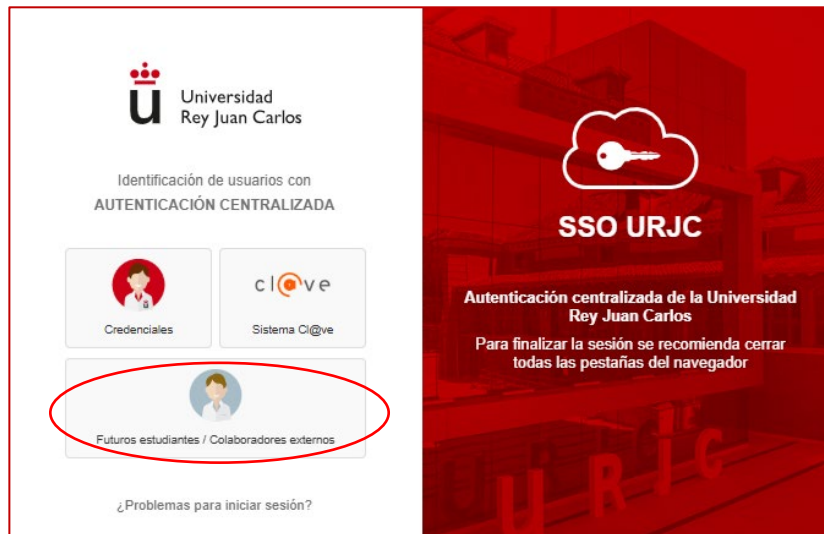 Universidad
Rey Juan Carlos
Identificación de usuarios con
AUTENTICACIÓN CENTRALIZADA
Credenciales
cl@ve
Sistema Cl@ve
Futuros estudiantes / Colaboradores externos
¿Problemas para iniciar sesión?
SSO URJC
Autenticación centralizada de la Universidad
Rey Juan Carlos
Para finalizar la sesión se recomienda cerrar
todas las pestañas del navegador
URJC